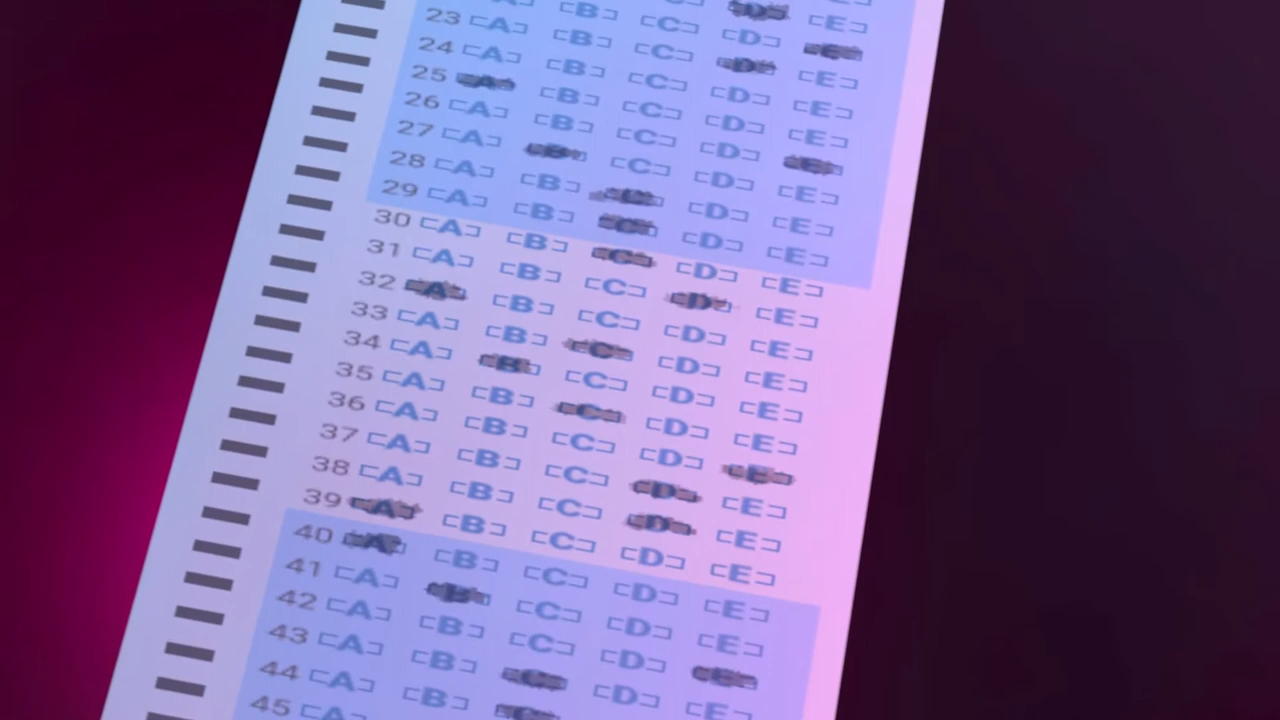 [B] [C] [D] [E]
23 [A] [B] [C] [D] [E]
24 [A] [B] [C] [D] [E]
25 [A] [B] [C] [D] [E]
26 [A] [B] [C] [D] [E]
27 [A] [B] [C] [D] [E]
28 [A] [B] [C] [D] [E]
29 [A] [B] [C] [D] [E]
30 [A] [B] [C] [D] [E]
31 [A] [B] [C] [D] [E]
32 [A] [B] [C] [D] [E]
33 [A] [B] [C] [D] [E]
34 [A] [B] [C] [D] [E]
35 [A] [B] [C] [D] [E]
36 [A] [B] [C] [D] [E]
37 [A] [B] [C] [D] [E]
38 [A] [B] [C] [D] [E]
39 [A] [B] [C] [D] [E]
40 [A] [B] [C] [D] [E]
41 [A] [B] [C] [D] [E]
42 [A] [B] [C] [D] [E]
43 [A] [B] [C] [D] [E]
44 [A] [B] [C]
45 [A]